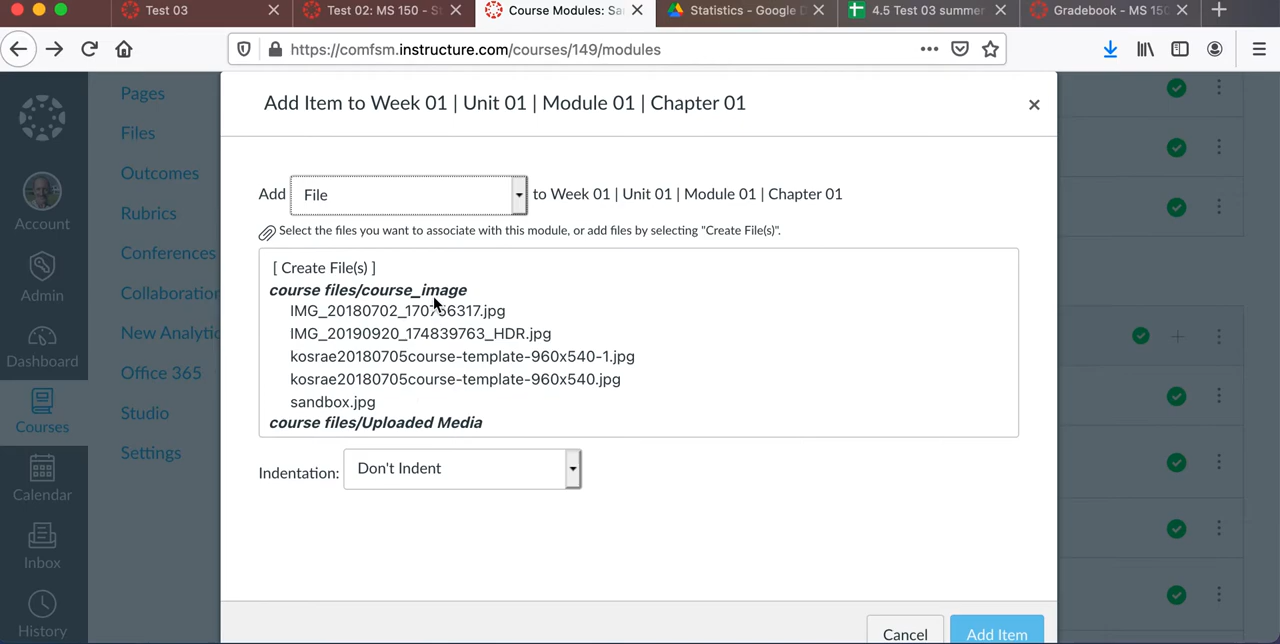 Test 03
Test 02: MS 150 - St
Course Modules: Sa
Statistics - Google D
4.5 Test 03 summer
Gradebook - MS 150
https://comfsm.instructure.com/courses/149/modules
Account
Admin
Dashboard
Courses
Calendar
Inbox
History
Pages
Files
Outcomes
Rubrics
Conferences
Collaboration
New Analytic
Office 365
Studio
Settings
Add Item to Week 01 | Unit 01 | Module 01 | Chapter 01
Add File to Week 01 | Unit 01 | Module 01 | Chapter 01
Select the files you want to associate with this module, or add files by selecting "Create File(s)".
[ Create File(s) ]
course files/course_image
IMG_20180702_170756317.jpg
IMG_20190920_174839763_HDR.jpg
kosrae20180705course-template-960x540-1.jpg
kosrae20180705course-template-960x540.jpg
sandbox.jpg
course files/Uploaded Media
Indentation: Don't Indent
Cancel
Add Item